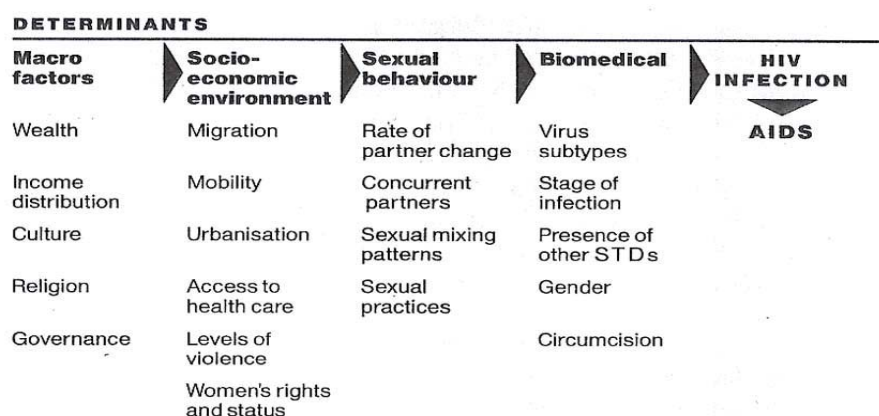 DETERMINANTS
Macro
factors
Socio-
economic
environment
Sexual
behaviour
Biomedical
HIV
INFECTION
AIDS
Wealth
Migration
Rate of
partner change
Virus
subtypes
Income
distribution
Mobility
Concurrent
partners
Stage of
infection
Culture
Urbanisation
Sexual mixing
patterns
Presence of
other STDs
Religion
Access to
health care
Sexual
practices
Gender
Governance
Levels of
violence
Circumcision
Women's rights
and status